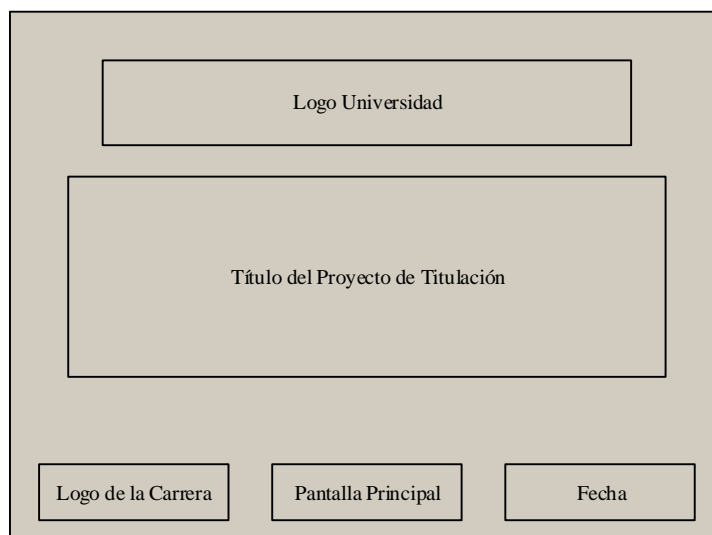 Logo Universidad
Título del Proyecto de Titulación
Logo de la Carrera
Pantalla Principal
Fecha